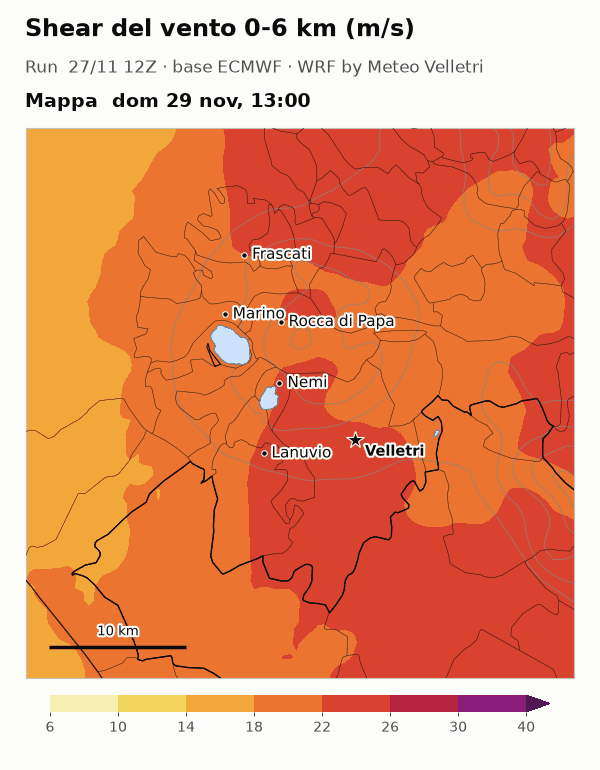 Shear del vento 0-6 km (m/s)
Run  27/11 12Z · base ECMWF · WRF by Meteo Velletri
Mappa  dom 29 nov, 13:00
Frascati
Marino
Rocca di Papa
Nemi
Velletri
Lanuvio
10 km
6 10 14 18 22 26 30 40